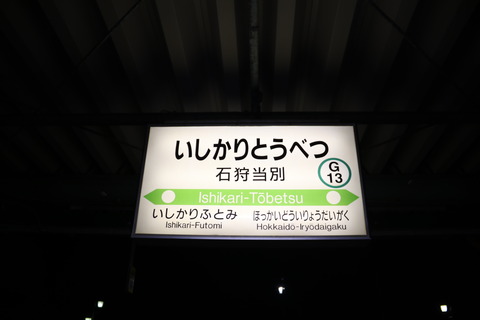 いしかりとうべつ
石狩当別
G
13
Ishikari-Tōbetsu
いしかりふとみ
Ishikari-Futomi
ほっかいどういりょうだいがく
Hokkaidō-Iryōdaigaku